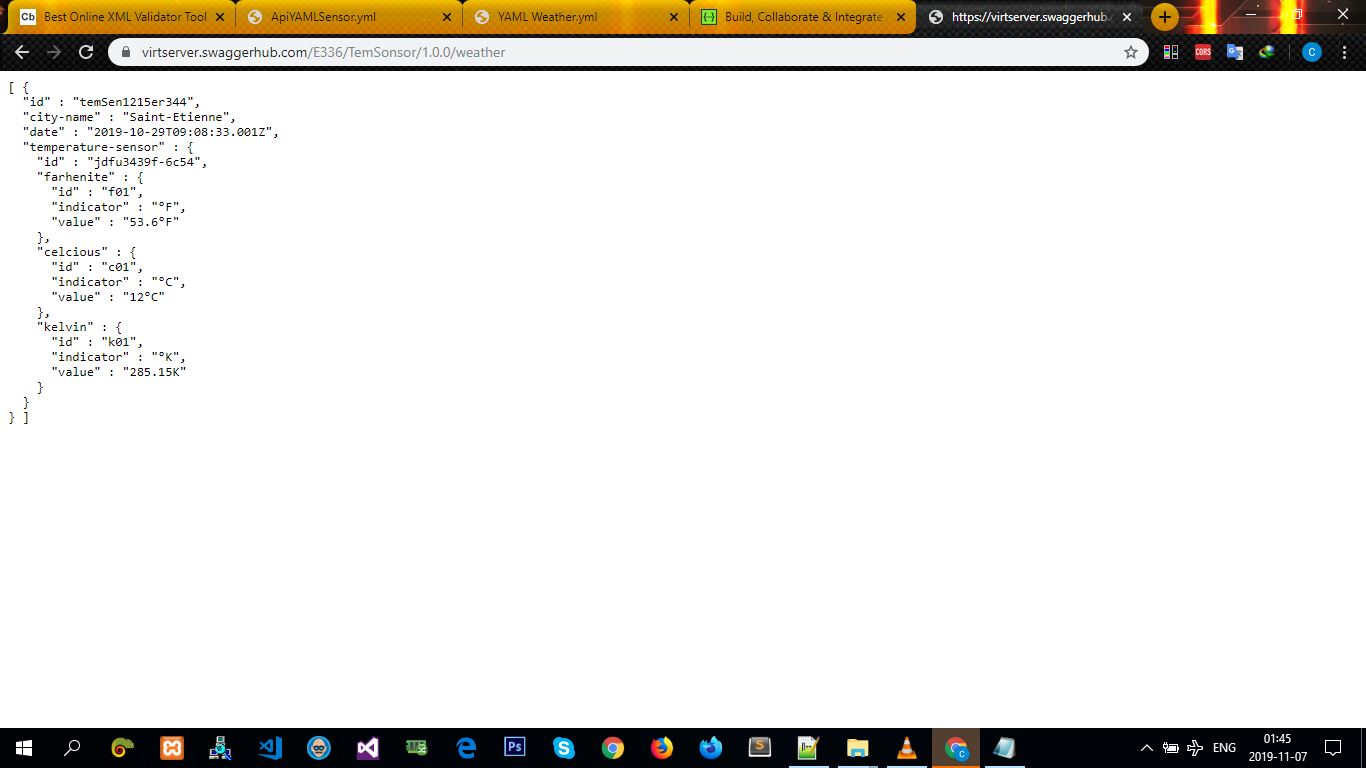 Cb Best Online XML Validator Tool
ApiYAMLSensor.yml
YAML Weather.yml
Build, Collaborate & Integrate
https://virtserver.swaggerhub.
virtserver.swaggerhub.com/E336/TemSonsor/1.0.0/weather
CORS
C
[ {
"id" : "temSen1215er344",
"city-name" : "Saint-Etienne",
"date" : "2019-10-29T09:08:33.001Z",
"temperature-sensor" : {
"id" : "jdfu3439f-6c54",
"farhenite" : {
"id" : "f01",
"indicator" : "°F",
"value" : "53.6°F"
},
"celcious" : {
"id" : "c01",
"indicator" : "°C",
"value" : "12°C"
},
"kelvin" : {
"id" : "k01",
"indicator" : "°K",
"value" : "285.15K"
}
}
} ]
Ps
S
C
ENG
01:45
2019-11-07